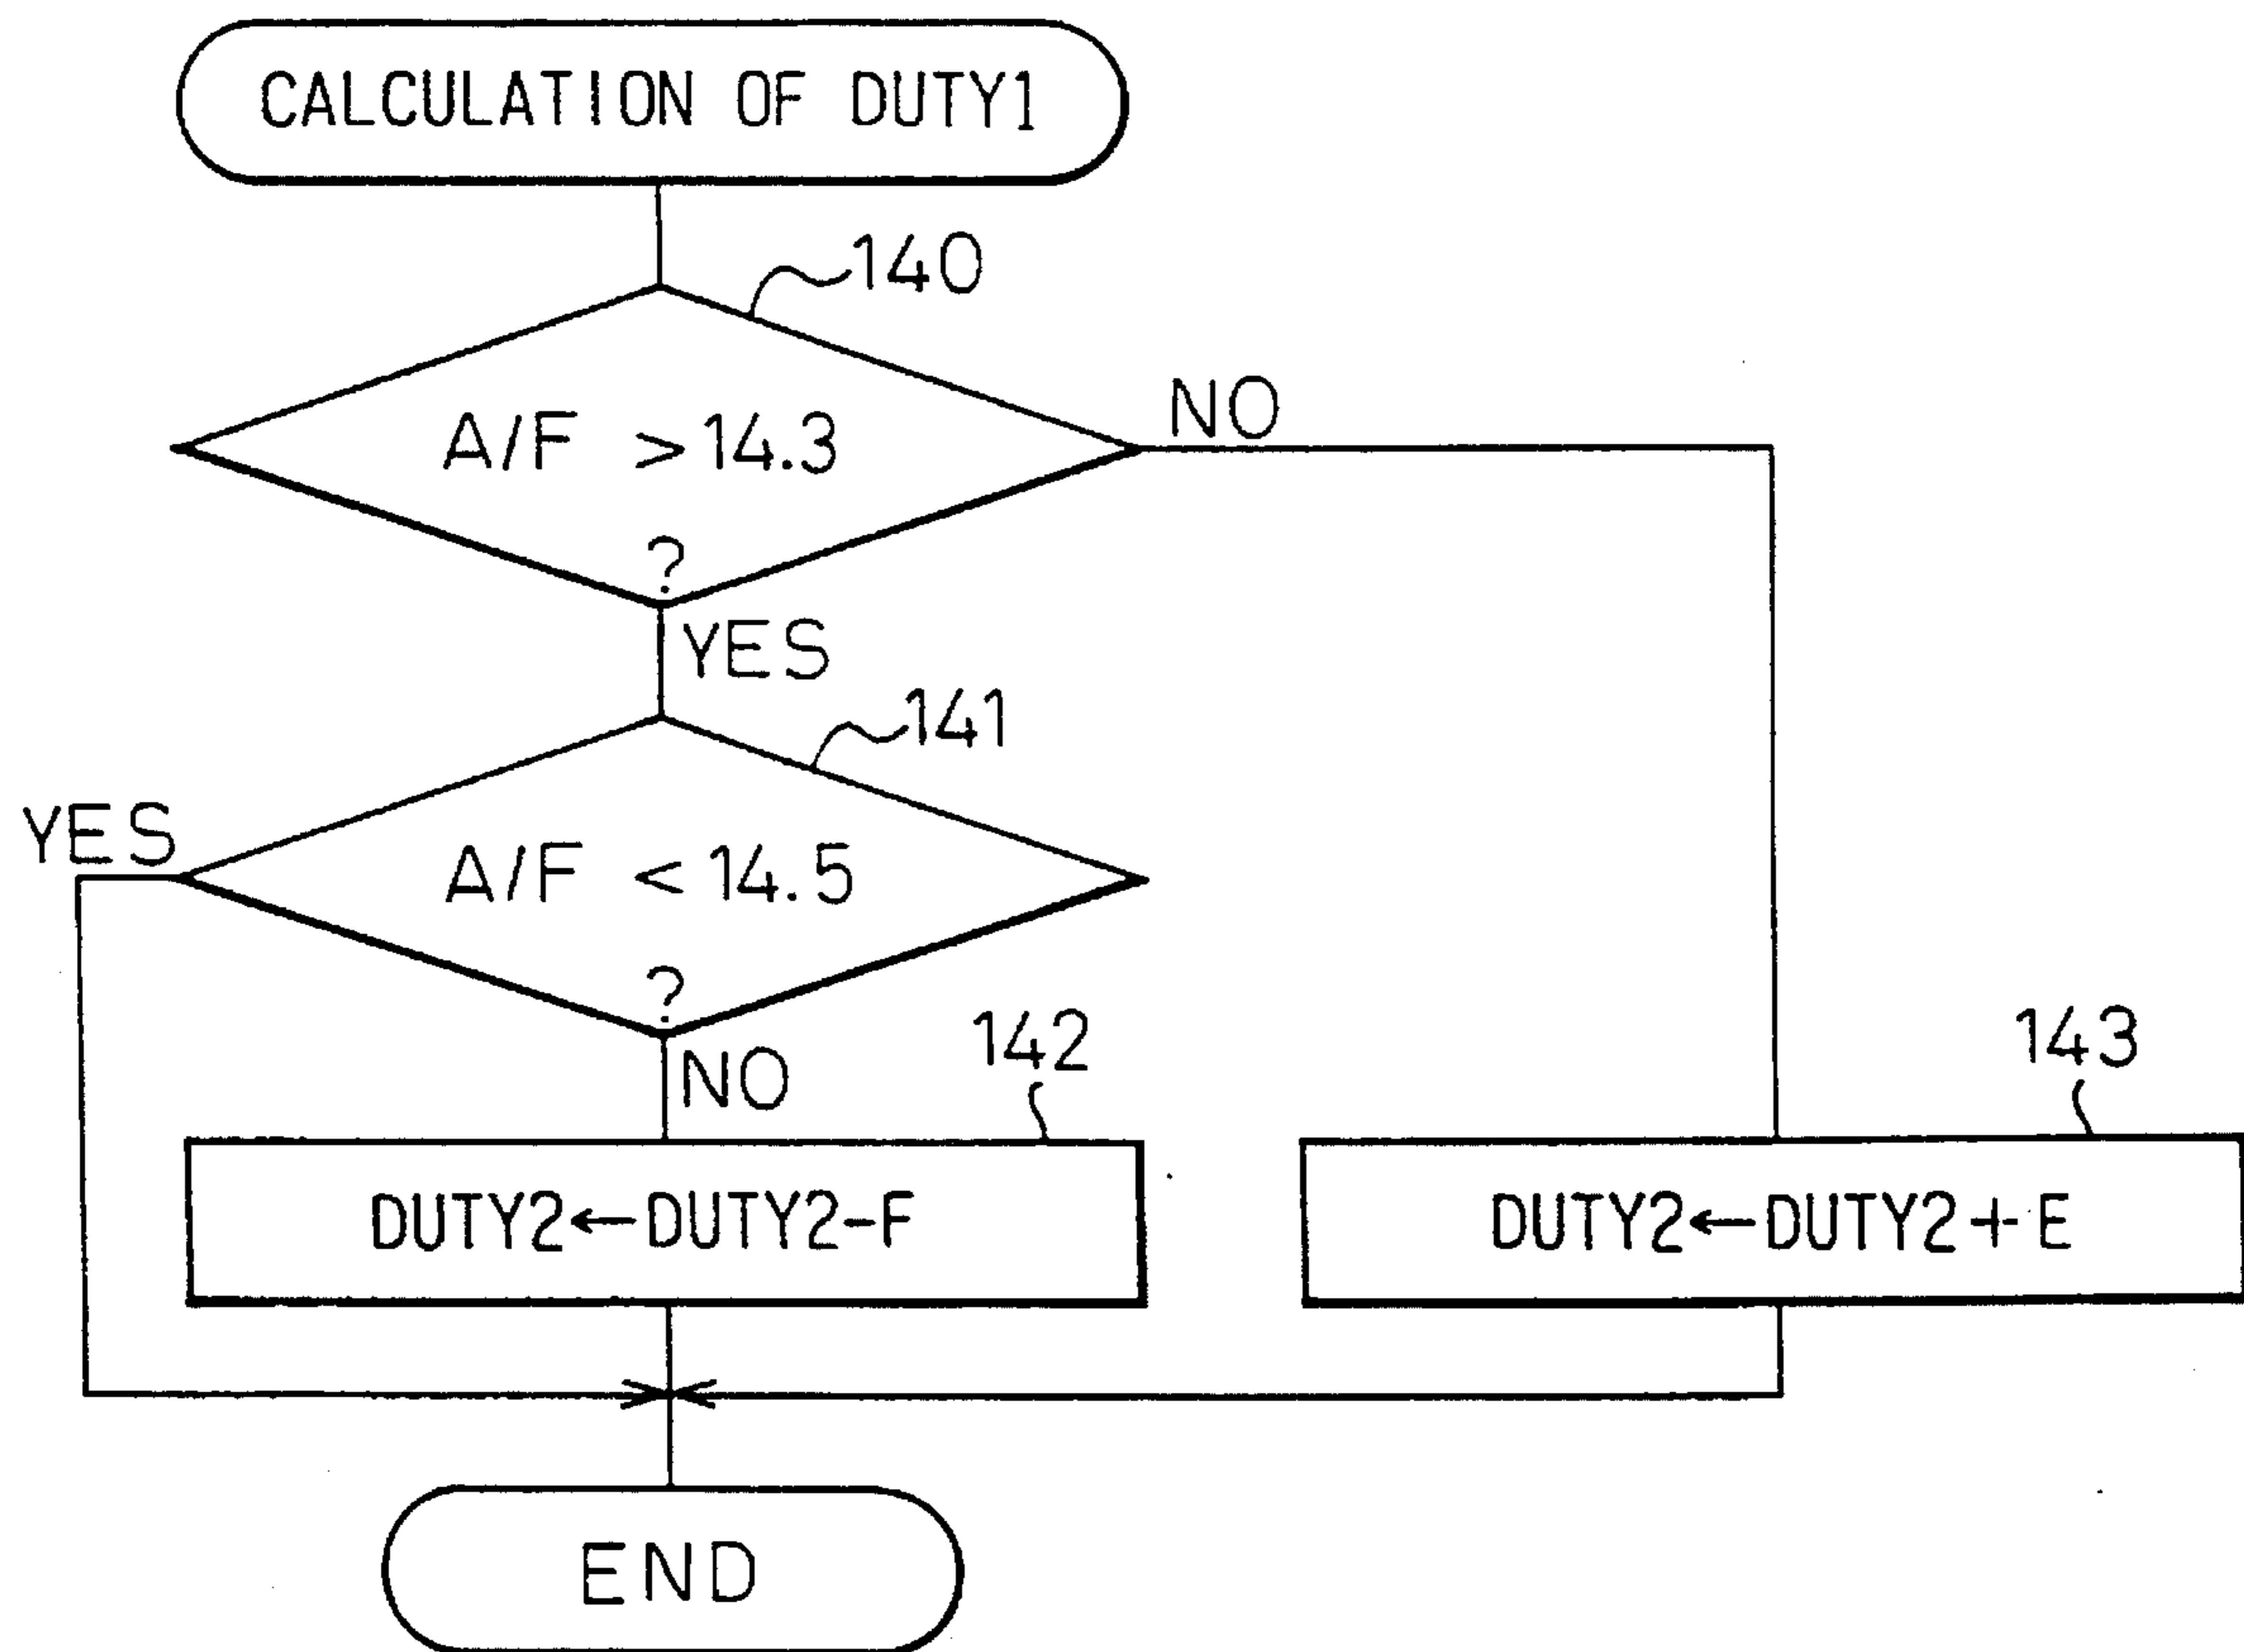 CALCULATION OF DUTY1
140
A/F > 14.3
?
NO
YES
141
YES
A/F < 14.5
?
NO
142
143
DUTY2←DUTY2-F
DUTY2←DUTY2+E
END